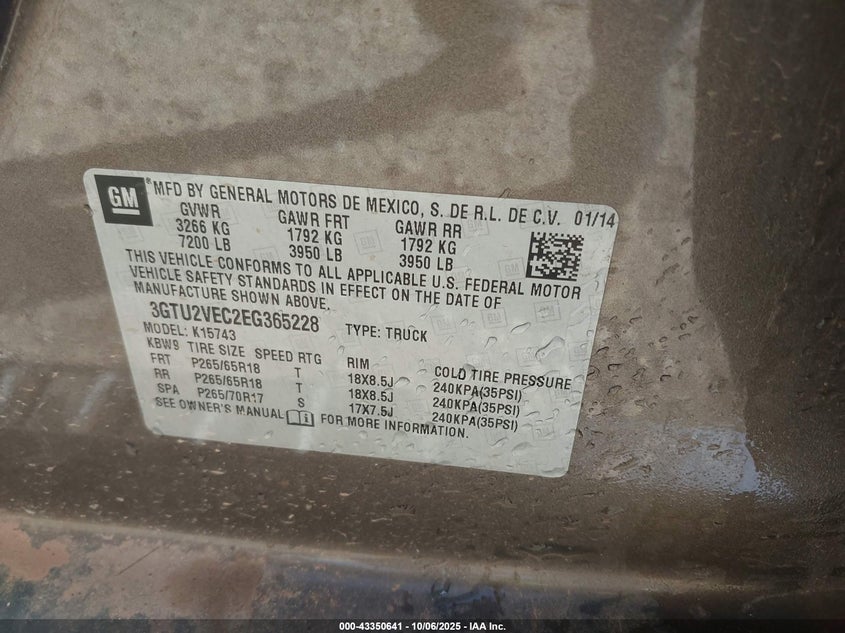 GM
MFD BY GENERAL MOTORS DE MEXICO, S. DE R.L. DE C.V. 01/14
GVWR GAWR FRT GAWR RR
3266 KG 1792 KG 1792 KG
7200 LB 3950 LB 3950 LB
THIS VEHICLE CONFORMS TO ALL APPLICABLE U.S. FEDERAL MOTOR
VEHICLE SAFETY STANDARDS IN EFFECT ON THE DATE OF
MANUFACTURE SHOWN ABOVE.
3GTU2VEC2EG365228 TYPE: TRUCK
MODEL: K15743
KBW9 TIRE SIZE SPEED RTG RIM COLD TIRE PRESSURE
FRT P265/65R18 T 18X8.5J 240KPA(35PSI)
RR P265/65R18 T 18X8.5J 240KPA(35PSI)
SPA P265/70R17 S 17X7.5J 240KPA(35PSI)
SEE OWNER'S MANUAL FOR MORE INFORMATION.
000-43350641 - 10/06/2025 - IAA Inc.